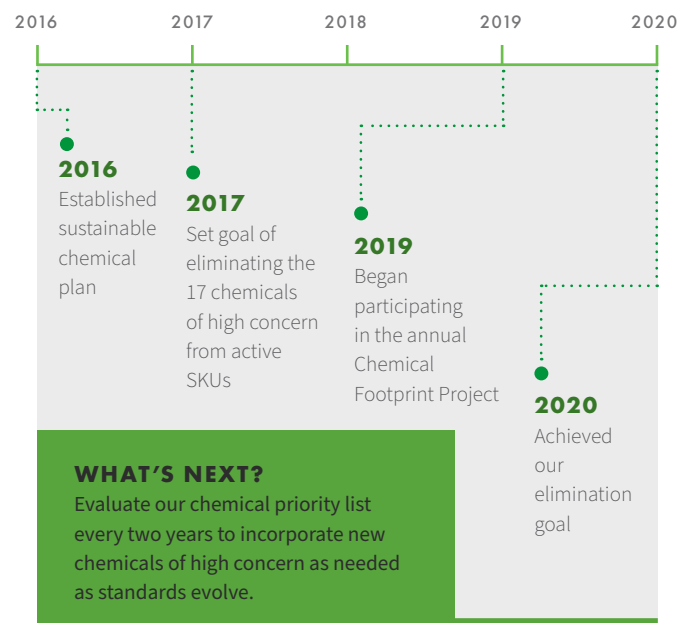 2016 2017 2018 2019 2020
2016
Established
sustainable
chemical
plan
2017
Set goal of
eliminating the
17 chemicals
of high concern
from active
SKUs
2019
Began
participating
in the annual
Chemical
Footprint Project
2020
Achieved
our
elimination
goal
WHAT'S NEXT?
Evaluate our chemical priority list
every two years to incorporate new
chemicals of high concern as needed
as standards evolve.